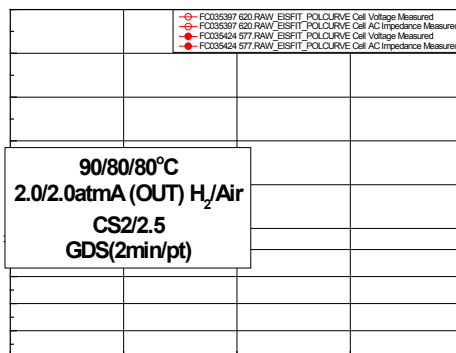 FC035397 620.RAW_EISFIT_POLCURVE Cell Voltage Measured
FC035397 620.RAW_EISFIT_POLCURVE Cell AC Impedance Measured
FC035424 577.RAW_EISFIT_POLCURVE Cell Voltage Measured
FC035424 577.RAW_EISFIT_POLCURVE Cell AC Impedance Measured
90/80/80°C
2.0/2.0atmA (OUT) H₂/Air
CS2/2.5
GDS(2min/pt)